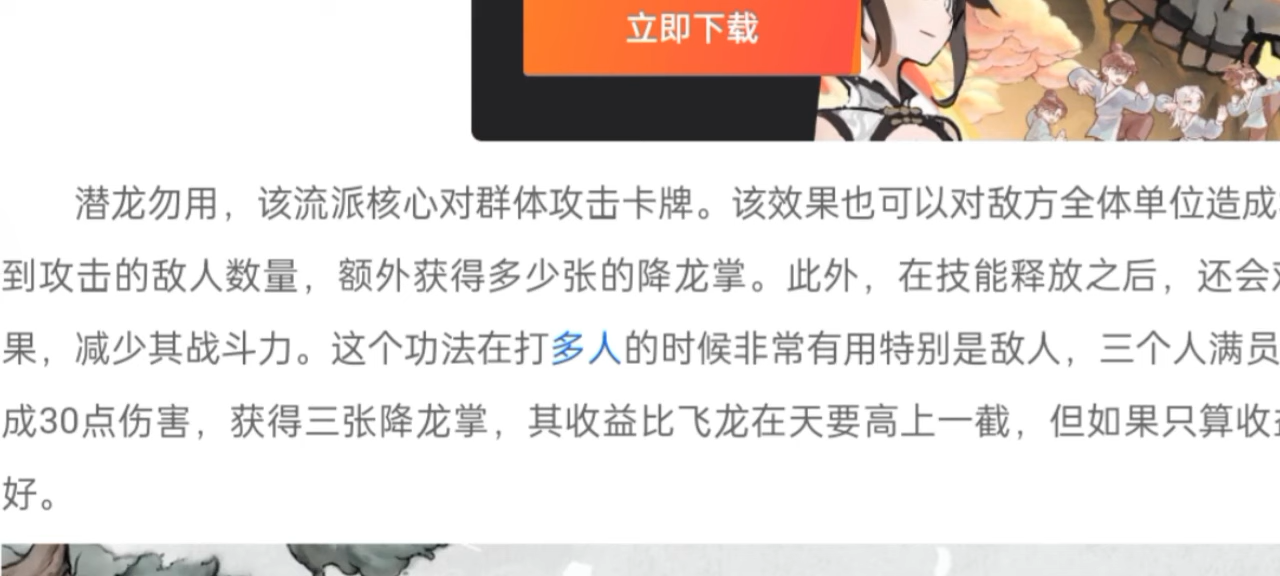 立即下载
潜龙勿用，该流派核心对群体攻击卡牌。该效果也可以对敌方全体单位造成
到攻击的敌人数量，额外获得多少张的降龙掌。此外，在技能释放之后，还会
果，减少其战斗力。这个功法在打多人的时候非常有用特别是敌人，三个人满员
成30点伤害，获得三张降龙掌，其收益比飞龙在天要高上一截，但如果只算收
好。